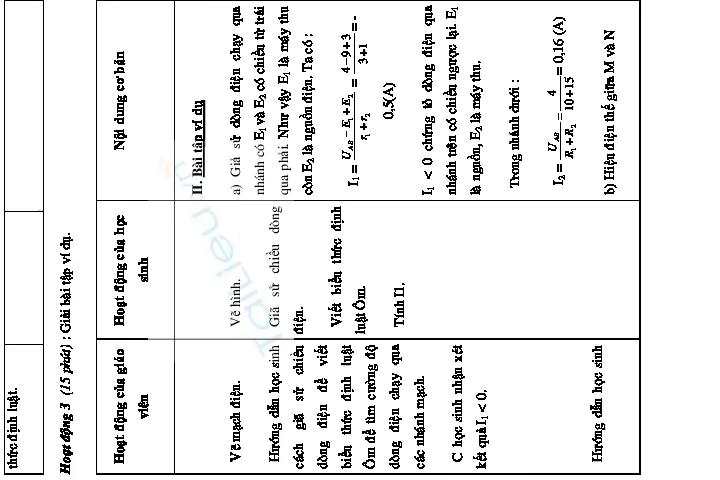 thức định luật.
Hoạt động 3 (15 phút) : Giải bài tập ví dụ.
Hoạt động của giáo
viên
Hoạt động của học
sinh
Nội dung cơ bản
Vẽ mạch điện.
Hướng dẫn học sinh
cách giả sử chiều
dòng điện để viết
biểu thức định luật
Ôm để tìm cường độ
dòng điện chạy qua
các nhánh mạch.
C học sinh nhận xét
kết quả I₁ < 0.
Hướng dẫn học sinh
Vẽ hình.
Giả sử chiều dòng
điện.
Viết biểu thức định
luật Ôm.
Tính I1.
II. Bài tập ví dụ
a) Giả sử dòng điện chạy qua
nhánh có E₁ và E₂ có chiều từ trái
qua phải. Như vậy E₁ là máy thu
còn E₂ là nguồn điện. Ta có :
I₁ = (U_AB − E₁ + E₂)/(r₁ + r₂) = (4−9+3)/(3+1) = -
0,5(A)
I₁ < 0 chứng tỏ dòng điện qua
nhánh trên có chiều ngược lại. E₁
là nguồn, E₂ là máy thu.
Trong nhánh dưới :
I₂ = U_AB/(R₁+R₂) = 4/(10+15) = 0,16 (A)
b) Hiệu điện thế giữa M và N
TaiLieu.vn